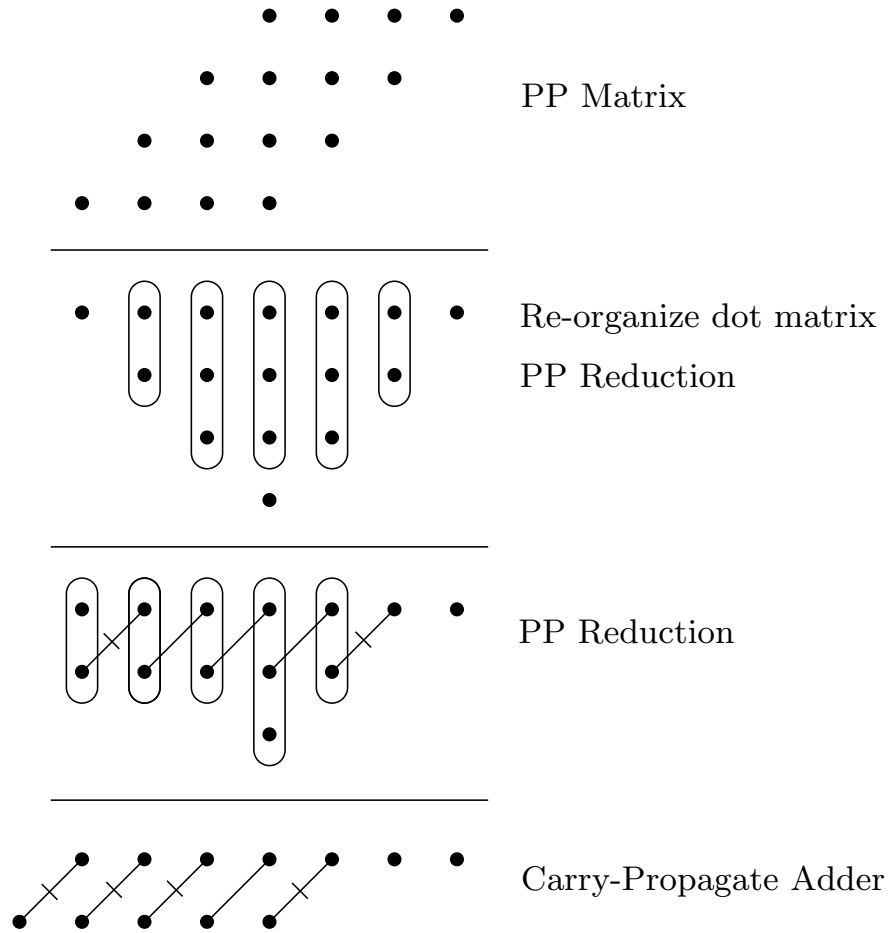 PP Matrix
Re-organize dot matrix
PP Reduction
PP Reduction
Carry-Propagate Adder